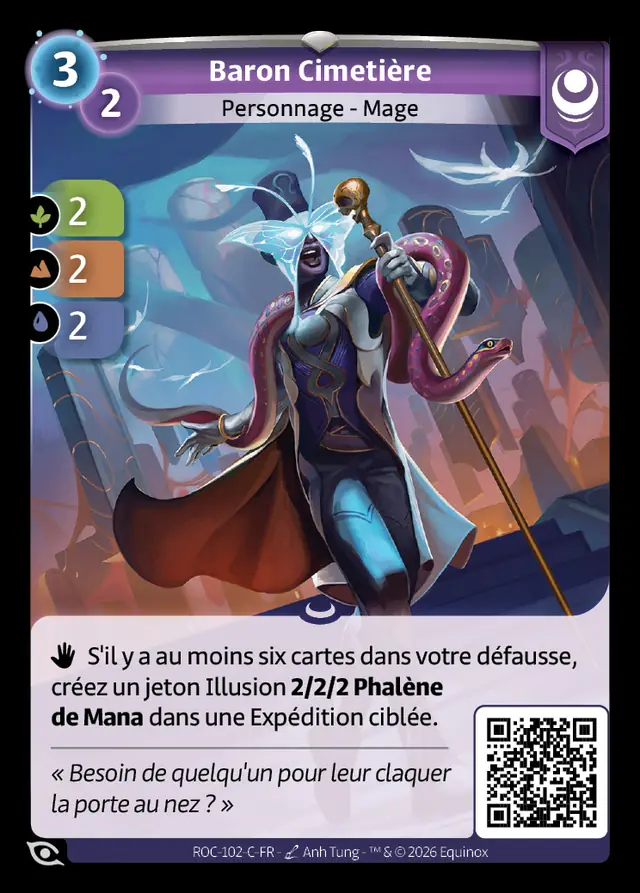 3
Baron Cimetière
2
Personnage - Mage
2
2
2
S'il y a au moins six cartes dans votre défausse,
créez un jeton Illusion 2/2/2 Phalène
de Mana dans une Expédition ciblée.
« Besoin de quelqu'un pour leur claquer
la porte au nez ? »
ROC-102-C-FR - Anh Tung - ™ & © 2026 Equinox